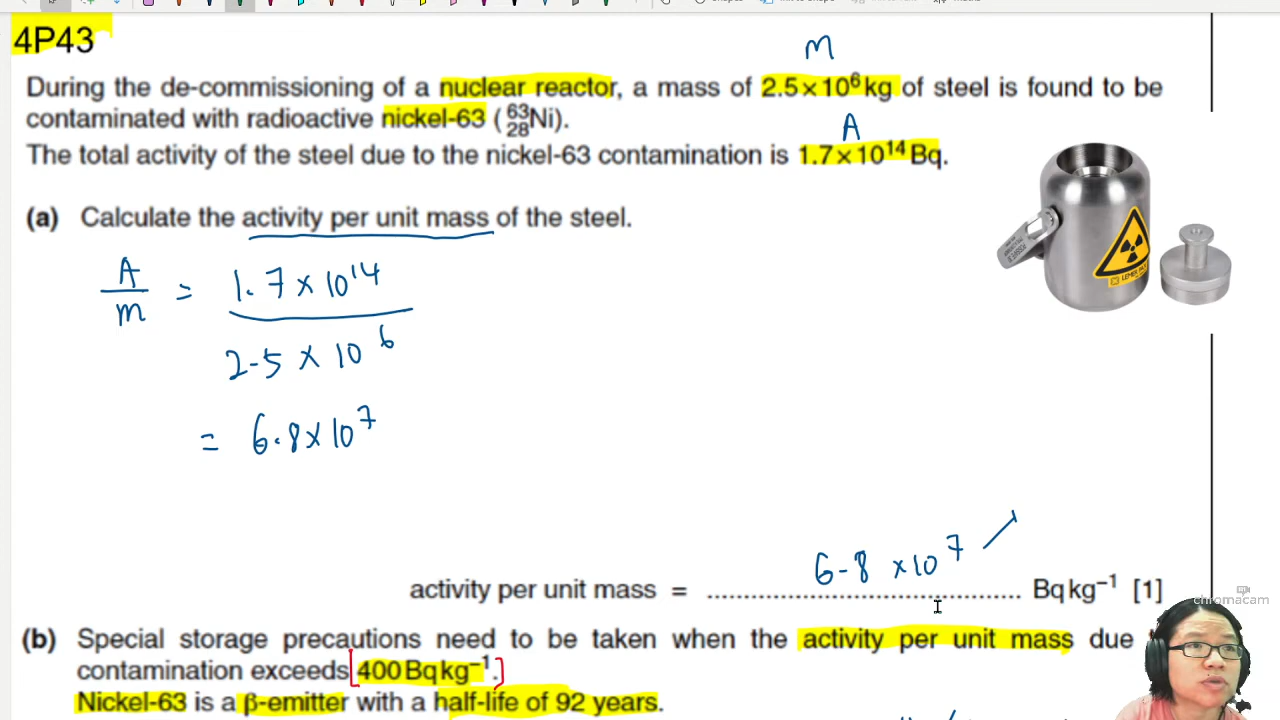 4P43
m
During the de-commissioning of a nuclear reactor, a mass of 2.5×10⁶ kg of steel is found to be
contaminated with radioactive nickel-63 (⁶³₂₈Ni).
A
The total activity of the steel due to the nickel-63 contamination is 1.7×10¹⁴ Bq.
(a) Calculate the activity per unit mass of the steel.
A/m = 1.7 × 10¹⁴ / 2.5 × 10⁶
= 6.8 × 10⁷
6.8 × 10⁷
activity per unit mass = ........................................... Bq kg⁻¹ [1]
chromacam
(b) Special storage precautions need to be taken when the activity per unit mass due
contamination exceeds [400 Bq kg⁻¹.]
Nickel-63 is a β-emitter with a half-life of 92 years.